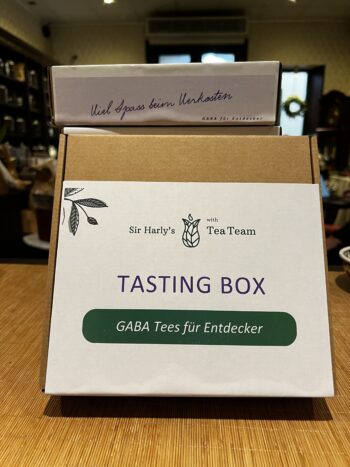 Viel Spass beim Verkosten
GABA für Entdecker
Sir Harly's with Tea Team
TASTING BOX
GABA Tees für Entdecker